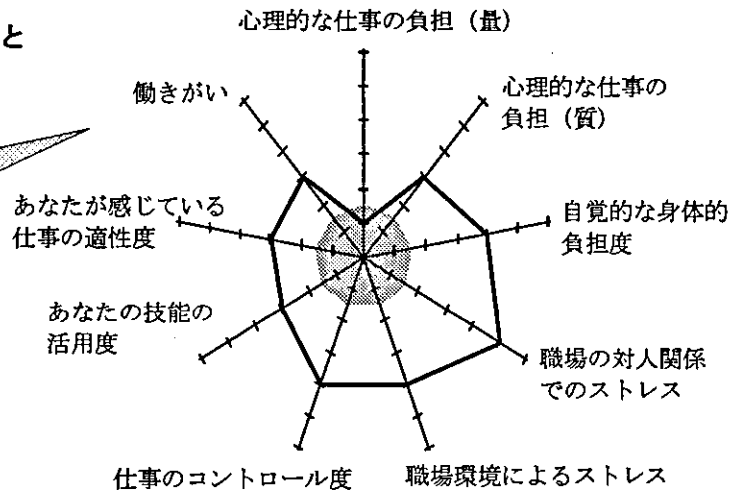 と
心理的な仕事の負担（量）
心理的な仕事の
負担（質）
働きがい
あなたが感じている
仕事の適性度
自覚的な身体的
負担度
あなたの技能の
活用度
職場の対人関係
でのストレス
仕事のコントロール度
職場環境によるストレス